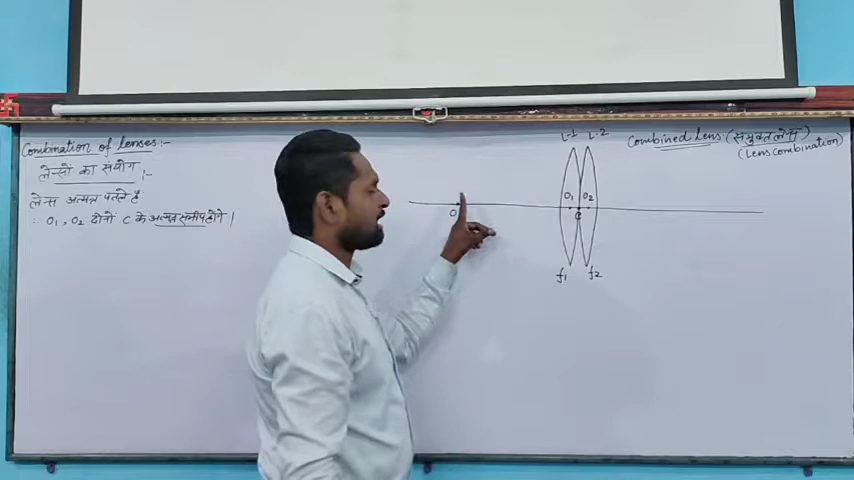 Combination of lenses:-
लेन्सों का संयोग :-
लेन्स अत्यन्त पतले हैं
∴ O1, O2 दोनों C के अत्यन्त समीप होंगे।
L-1 L-2
Combined Lens (संयुक्त लेन्स)
(Lens Combination)
O1 O2
O
C
f1 f2